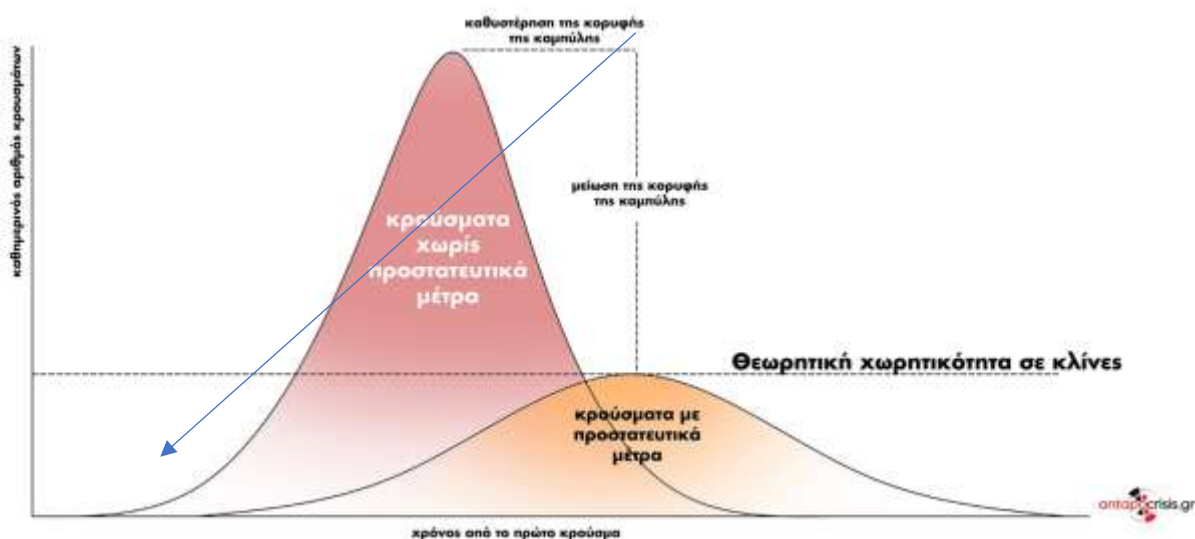 καθυστέρηση της κορυφής
της καμπύλης
καθημερινός αριθμός κρουσμάτων
μείωση της κορυφής
της καμπύλης
κρούσματα
χωρίς
προστατευτικά
μέτρα
Θεωρητική χωρητικότητα σε κλίνες
κρούσματα με
προστατευτικά
μέτρα
antapocrisis.gr
χρόνος από το πρώτο κρούσμα